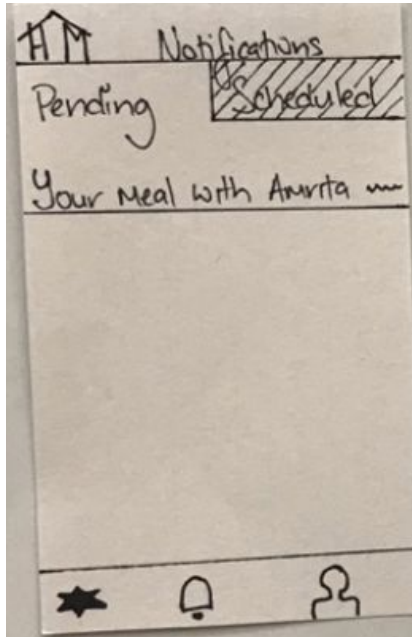 HM Notifications
Pending Scheduled
Your Meal with Amrita